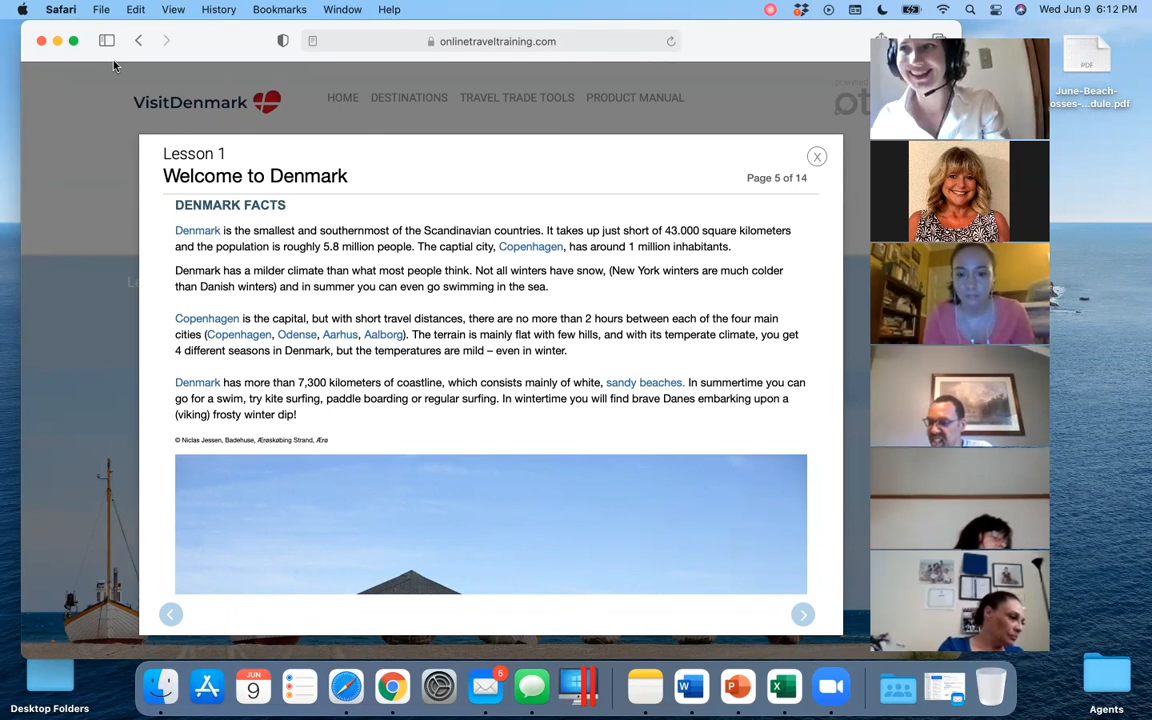 Safari File Edit View History Bookmarks Window Help Wed Jun 9 6:12 PM
onlinetraveltraining.com
VisitDenmark HOME DESTINATIONS TRAVEL TRADE TOOLS PRODUCT MANUAL
PDF
June-Beach-
osses-...dule.pdf
Lesson 1
X
Welcome to Denmark
Page 5 of 14
DENMARK FACTS
Denmark is the smallest and southernmost of the Scandinavian countries. It takes up just short of 43.000 square kilometers
and the population is roughly 5.8 million people. The captial city, Copenhagen, has around 1 million inhabitants.
Denmark has a milder climate than what most people think. Not all winters have snow, (New York winters are much colder
than Danish winters) and in summer you can even go swimming in the sea.
Copenhagen is the capital, but with short travel distances, there are no more than 2 hours between each of the four main
cities (Copenhagen, Odense, Aarhus, Aalborg). The terrain is mainly flat with few hills, and with its temperate climate, you get
4 different seasons in Denmark, but the temperatures are mild – even in winter.
Denmark has more than 7,300 kilometers of coastline, which consists mainly of white, sandy beaches. In summertime you can
go for a swim, try kite surfing, paddle boarding or regular surfing. In wintertime you will find brave Danes embarking upon a
(viking) frosty winter dip!
© Niclas Jessen, Badehuse, Ærøskøbing Strand, Ærø
JUN
9
5
W
P
X
Desktop Folders
Agents